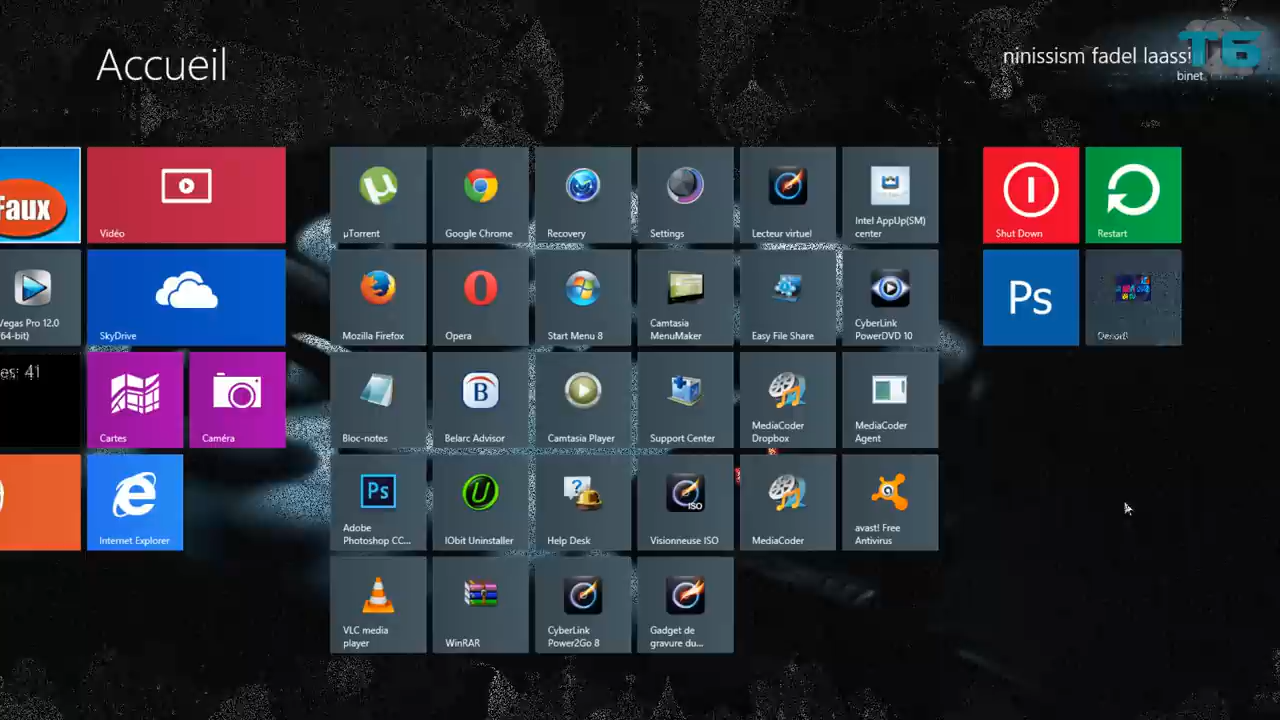 Accueil
ninissism fadel
binet
T6
Faux
Vidéo
µTorrent
Google Chrome
Recovery
Settings
Lecteur virtuel
Intel AppUp(SM)
center
Shut Down
Restart
Vegas Pro 12.0
(64-bit)
SkyDrive
Mozilla Firefox
Opera
Start Menu 8
Camtasia
MenuMaker
Easy File Share
CyberLink
PowerDVD 10
Ps
es: 41
Cartes
Caméra
Bloc-notes
B
Belarc Advisor
Camtasia Player
Support Center
MediaCoder
Dropbox
MediaCoder
Agent
Internet Explorer
Ps
Adobe
Photoshop CC...
IObit Uninstaller
Help Desk
ISO
Visionneuse ISO
MediaCoder
avast! Free
Antivirus
VLC media
player
WinRAR
CyberLink
Power2Go 8
Gadget de
gravure du...